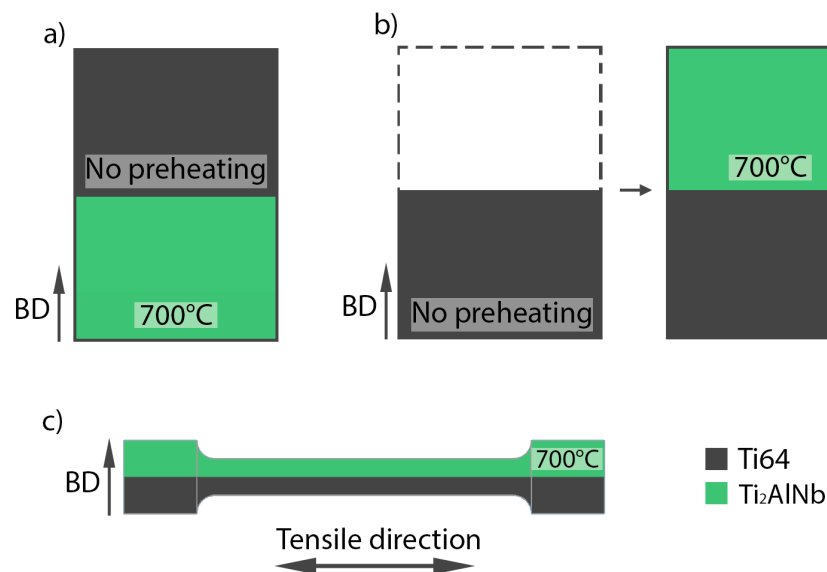 a)
No preheating
700°C
BD
b)
No preheating
BD
700°C
c)
700°C
BD
Tensile direction
Ti64
Ti₂AlNb